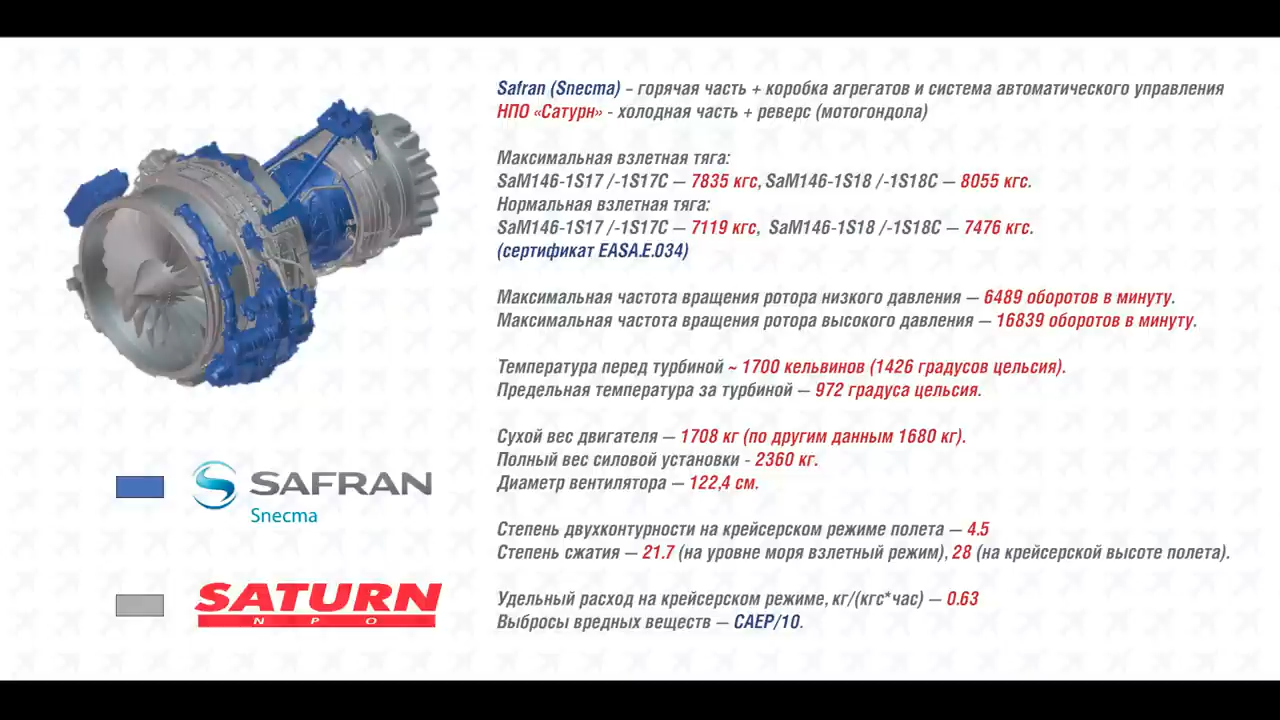 Safran (Snecma) – горячая часть + коробка агрегатов и система автоматического управления
НПО «Сатурн» - холодная часть + реверс (мотогондола)
Максимальная взлетная тяга:
SaM146-1S17 /-1S17C — 7835 кгс, SaM146-1S18 /-1S18C — 8055 кгс.
Нормальная взлетная тяга:
SaM146-1S17 /-1S17C — 7119 кгс, SaM146-1S18 /-1S18C — 7476 кгс.
(сертификат EASA.E.034)
Максимальная частота вращения ротора низкого давления — 6489 оборотов в минуту.
Максимальная частота вращения ротора высокого давления — 16839 оборотов в минуту.
Температура перед турбиной ~ 1700 кельвинов (1426 градусов цельсия).
Предельная температура за турбиной — 972 градуса цельсия.
Сухой вес двигателя — 1708 кг (по другим данным 1680 кг).
Полный вес силовой установки - 2360 кг.
Диаметр вентилятора — 122,4 см.
Степень двухконтурности на крейсерском режиме полета — 4.5
Степень сжатия — 21.7 (на уровне моря взлетный режим), 28 (на крейсерской высоте полета).
Удельный расход на крейсерском режиме, кг/(кгс*час) — 0.63
Выбросы вредных веществ — CAEP/10.
SAFRAN
Snecma
SATURN
N P O